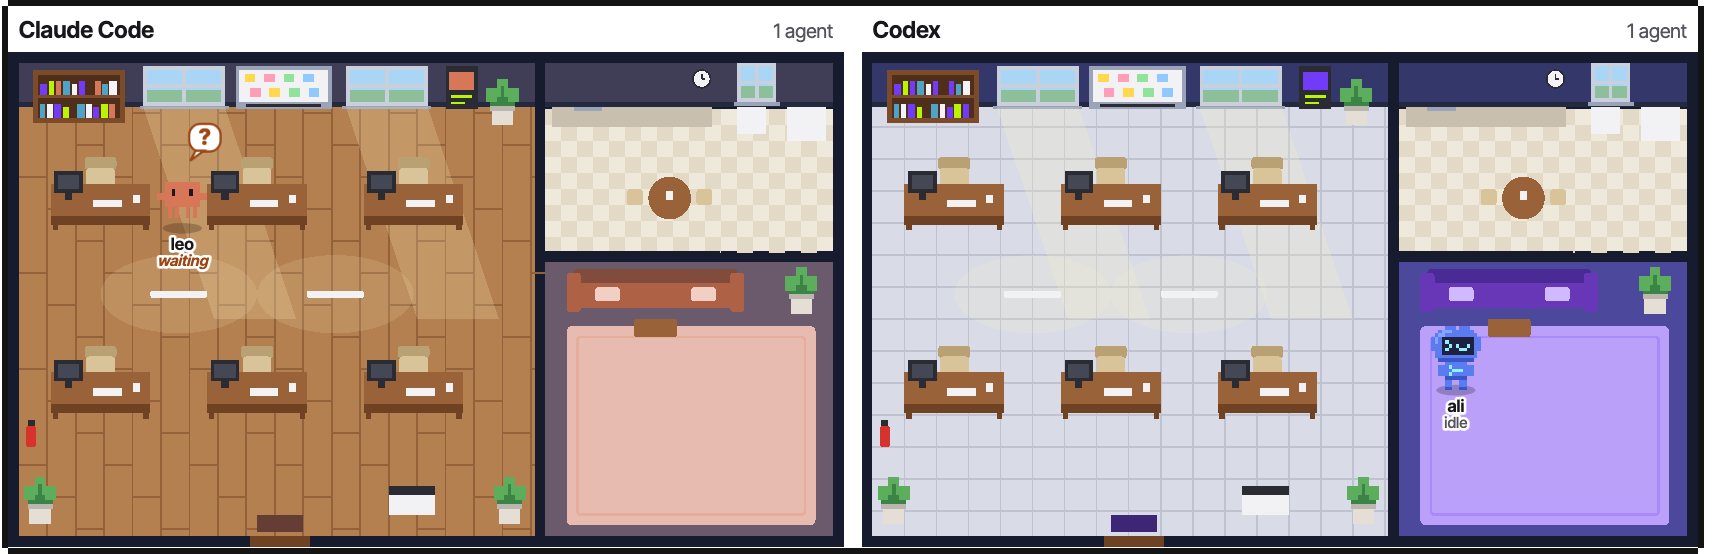 Claude Code
1 agent
?
leo
waiting
Codex
1 agent
ali
idle